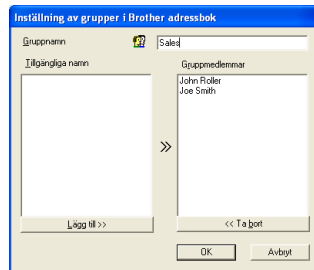 Inställning av grupper i Brother adressbok
Gruppnamn
Sales
Tillgängliga namn
Gruppmedlemmar
John Roller
Joe Smith
>>
Lägg till >>
<< Ta bort
OK
Avbryt